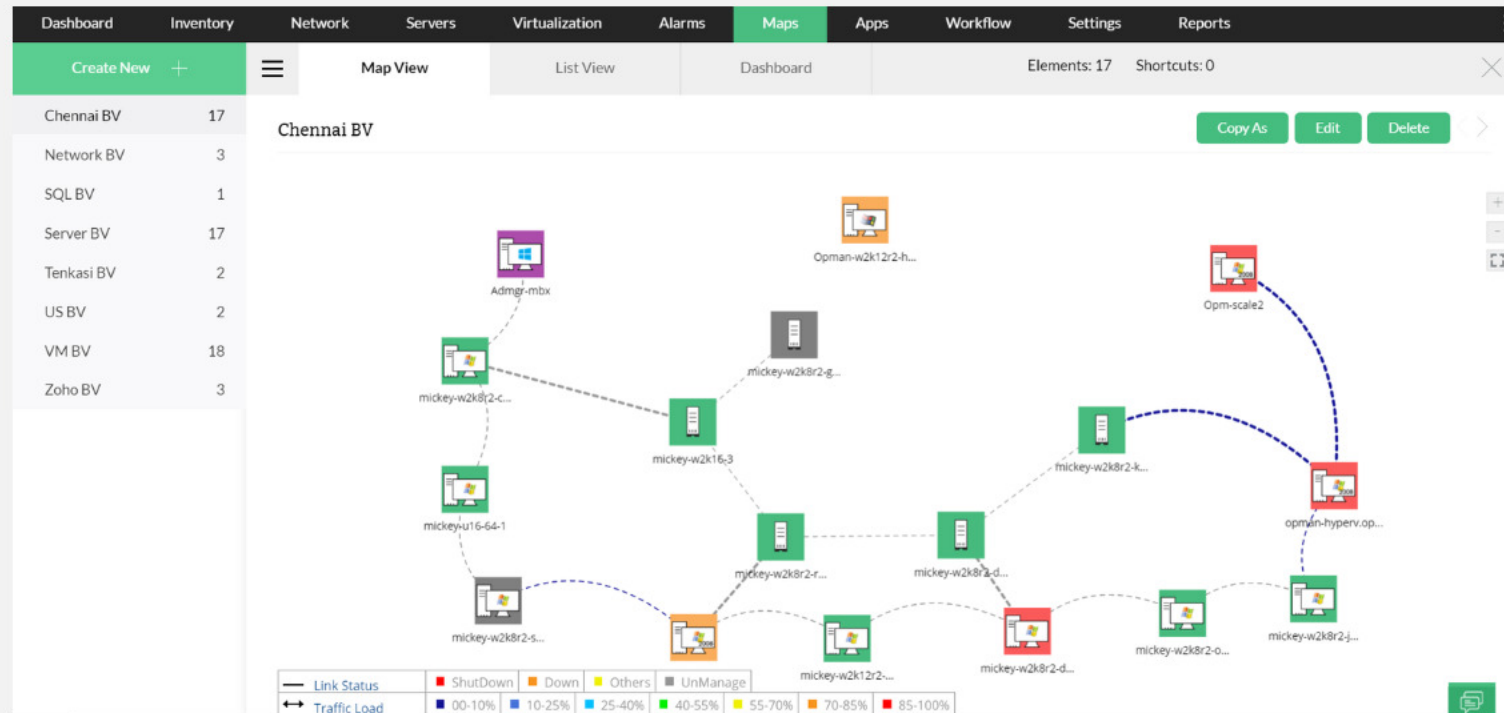 Dashboard Inventory Network Servers Virtualization Alarms Maps Apps Workflow Settings Reports
Create New + Map View List View Dashboard Elements: 17 Shortcuts: 0
Chennai BV 17
Network BV 3
SQL BV 1
Server BV 17
Tenkasi BV 2
US BV 2
VM BV 18
Zoho BV 3
Chennai BV
Copy As Edit Delete
Opman-w2k12r2-h...
Admgr-mbx
Opm-scale2
mickey-w2k8r2-g...
mickey-w2k8r2-c...
mickey-w2k16-3
mickey-w2k8r2-k...
mickey-u16-64-1
opman-hyperv.op...
mickey-w2k8r2-r...
mickey-w2k8r2-d...
mickey-w2k8r2-s...
2008
mickey-w2k8r2-j...
mickey-w2k8r2-o...
mickey-w2k8r2-d...
mickey-w2k12r2-...
Link Status ShutDown Down Others UnManage
Traffic Load 00-10% 10-25% 25-40% 40-55% 55-70% 70-85% 85-100%